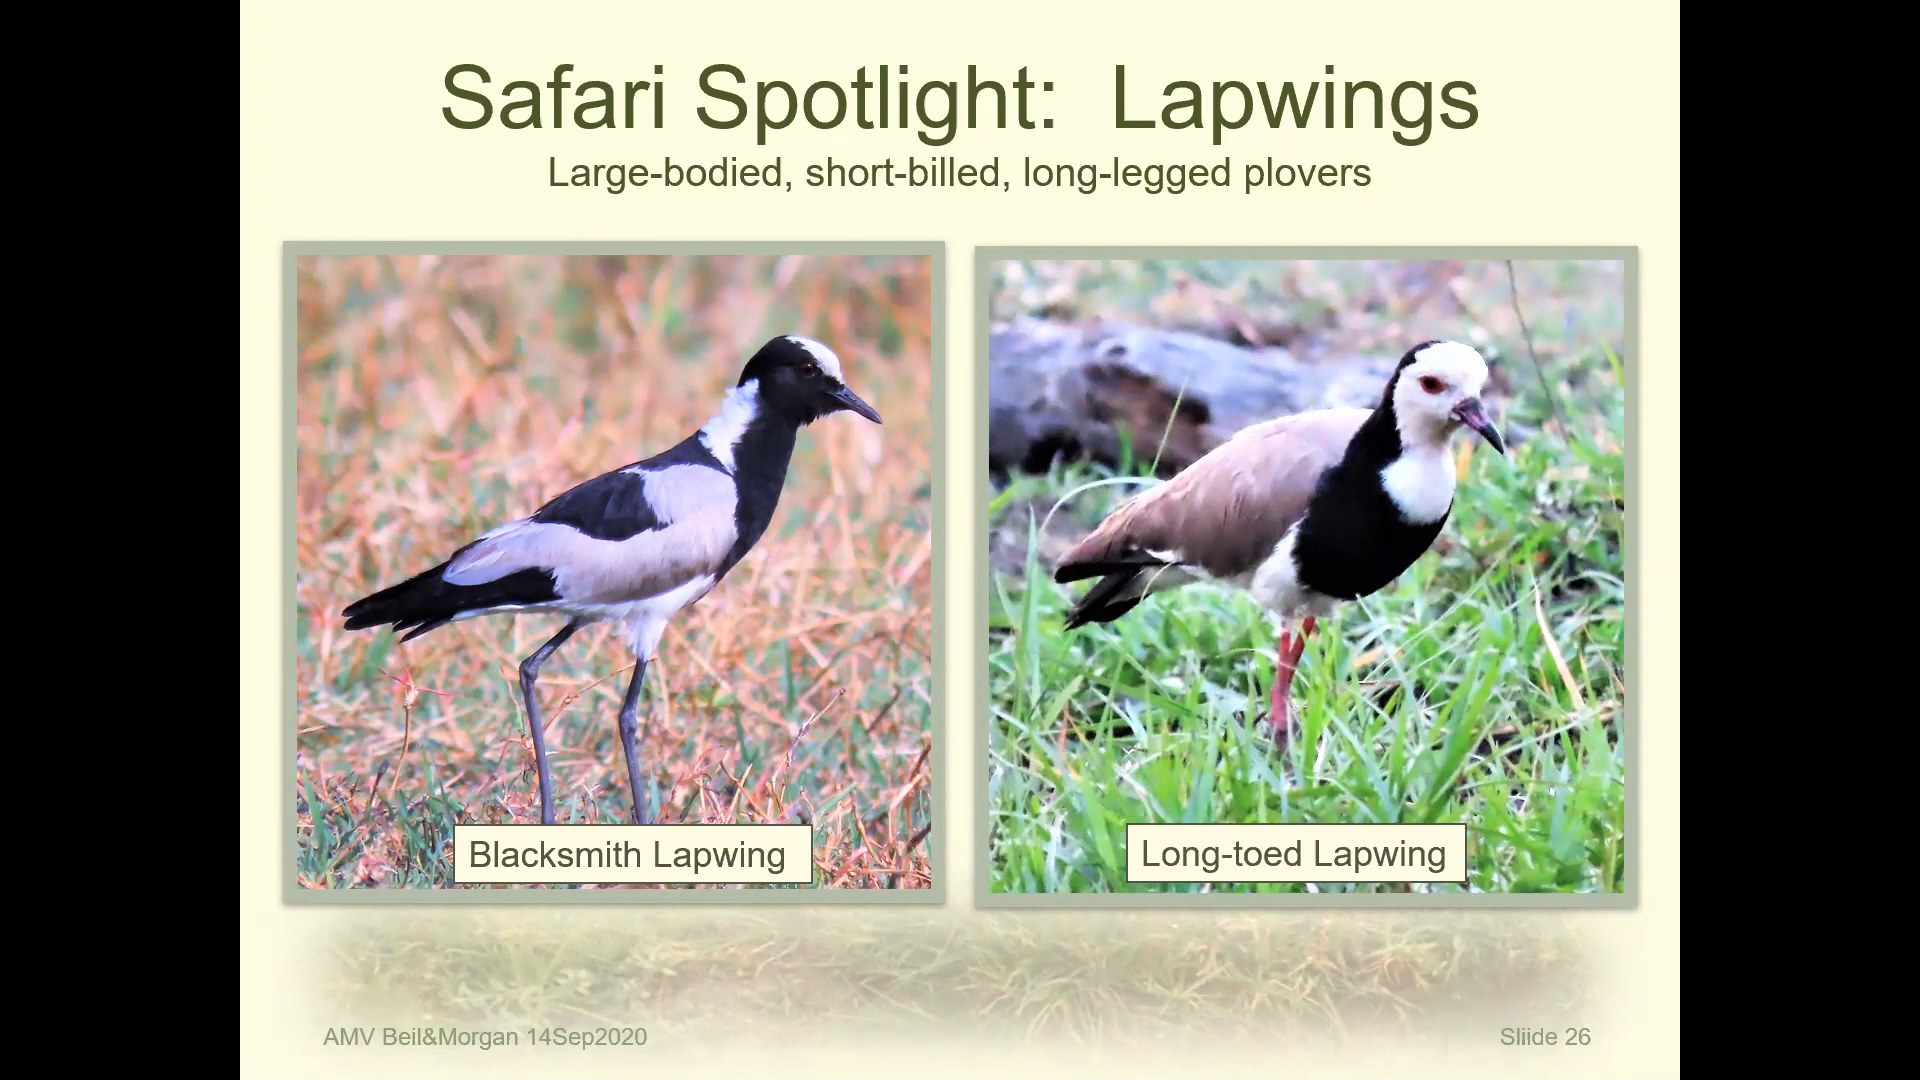 Safari Spotlight:  Lapwings
Large-bodied, short-billed, long-legged plovers
Blacksmith Lapwing
Long-toed Lapwing
AMV Beil&Morgan 14Sep2020
Sliide 26